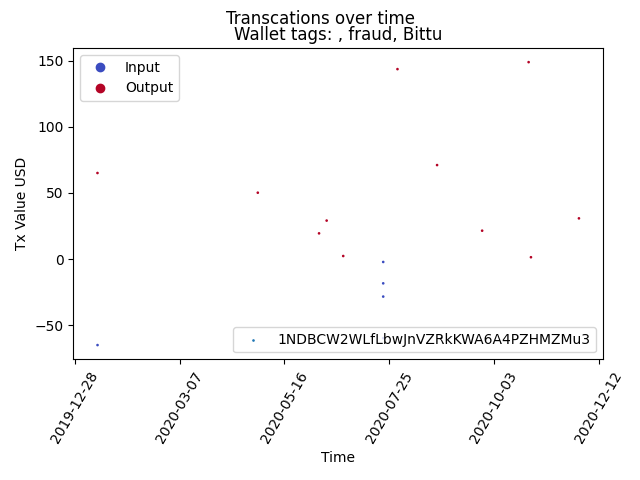 Transcations over time
Wallet tags: , fraud, Bittu
Input
Output
150
100
50
0
−50
Tx Value USD
1NDBCW2WLfLbwJnVZRkKWA6A4PZHMZMu3
2019-12-28
2020-03-07
2020-05-16
2020-07-25
2020-10-03
2020-12-12
Time